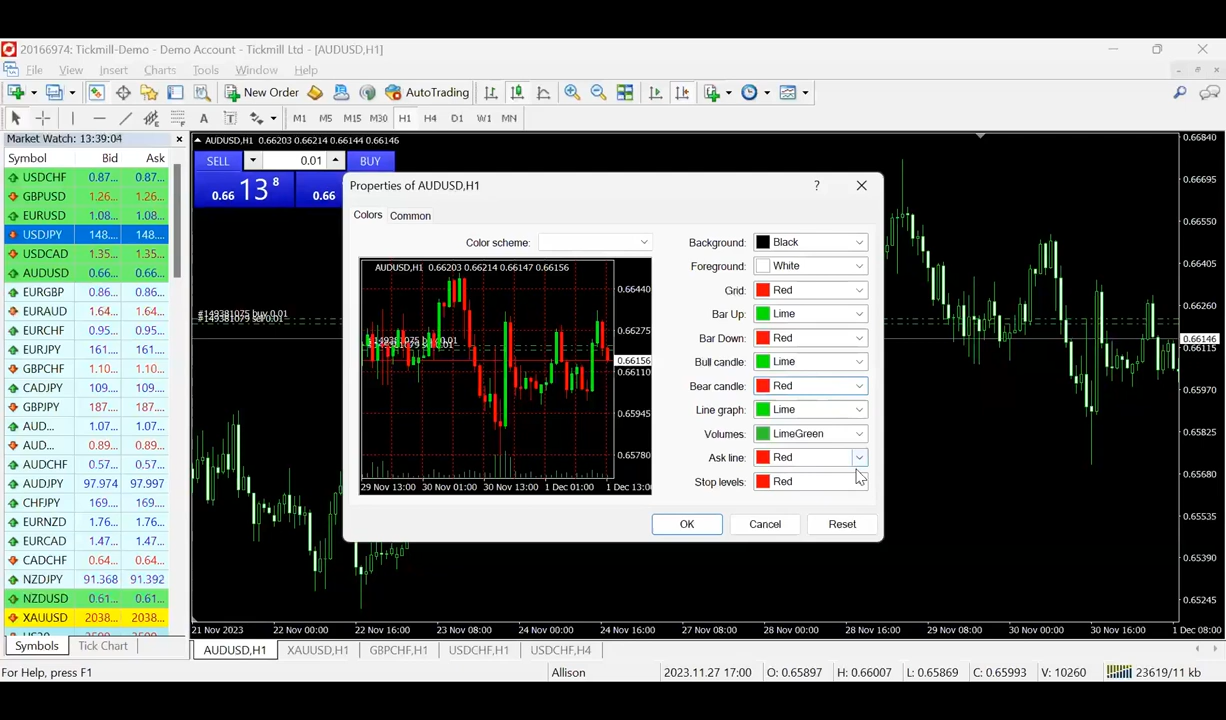 20166974: Tickmill-Demo - Demo Account - Tickmill Ltd - [AUDUSD,H1]
File View Insert Charts Tools Window Help
New Order AutoTrading
A T M1 M5 M15 M30 H1 H4 D1 W1 MN
Market Watch: 13:39:04
Symbol Bid Ask
USDCHF 0.87... 0.87...
GBPUSD 1.26... 1.26...
EURUSD 1.08... 1.08...
USDJPY 148.... 148....
USDCAD 1.35... 1.35...
AUDUSD 0.66... 0.66...
EURGBP 0.86... 0.86...
EURAUD 1.64... 1.64...
EURCHF 0.95... 0.95...
EURJPY 161.... 161....
GBPCHF 1.10... 1.10...
CADJPY 109.... 109....
GBPJPY 187.... 187....
AUD... 1.07... 1.07...
AUD... 0.89... 0.89...
AUDCHF 0.57... 0.57...
AUDJPY 97.974 97.997
CHFJPY 169.... 169....
EURNZD 1.76... 1.76...
EURCAD 1.47... 1.47...
CADCHF 0.64... 0.64...
NZDJPY 91.368 91.392
NZDUSD 0.61... 0.61...
XAUUSD 2038... 2038...
Symbols Tick Chart
AUDUSD,H1 0.66203 0.66214 0.66144 0.66146
SELL 0.01 BUY
0.66 13 8 0.66
#149381075 buy 0.01
Properties of AUDUSD,H1 ?
Colors Common
Color scheme:
AUDUSD,H1 0.66203 0.66214 0.66147 0.66156
0.66440
0.66275
0.66156
0.66110
0.65945
0.65780
29 Nov 13:00 30 Nov 01:00 30 Nov 13:00 1 Dec 01:00 1 Dec 13:0
Background: Black
Foreground: White
Grid: Red
Bar Up: Lime
Bar Down: Red
Bull candle: Lime
Bear candle: Red
Line graph: Lime
Volumes: LimeGreen
Ask line: Red
Stop levels: Red
OK Cancel Reset
0.66840
0.66695
0.66550
0.66405
0.66260
0.66146
0.66115
0.65970
0.65825
0.65680
0.65535
0.65390
0.65245
21 Nov 2023 22 Nov 00:00 22 Nov 16:00 23 Nov 08:00 24 Nov 00:00 24 Nov 16:00 27 Nov 08:00 28 Nov 00:00 28 Nov 16:00 29 Nov 08:00 30 Nov 00:00 30 Nov 16:00 1 Dec 08:00
AUDUSD,H1 XAUUSD,H1 GBPCHF,H1 USDCHF,H1 USDCHF,H4
For Help, press F1 Allison 2023.11.27 17:00 O: 0.65897 H: 0.66007 L: 0.65869 C: 0.65993 V: 10260 23619/11 kb